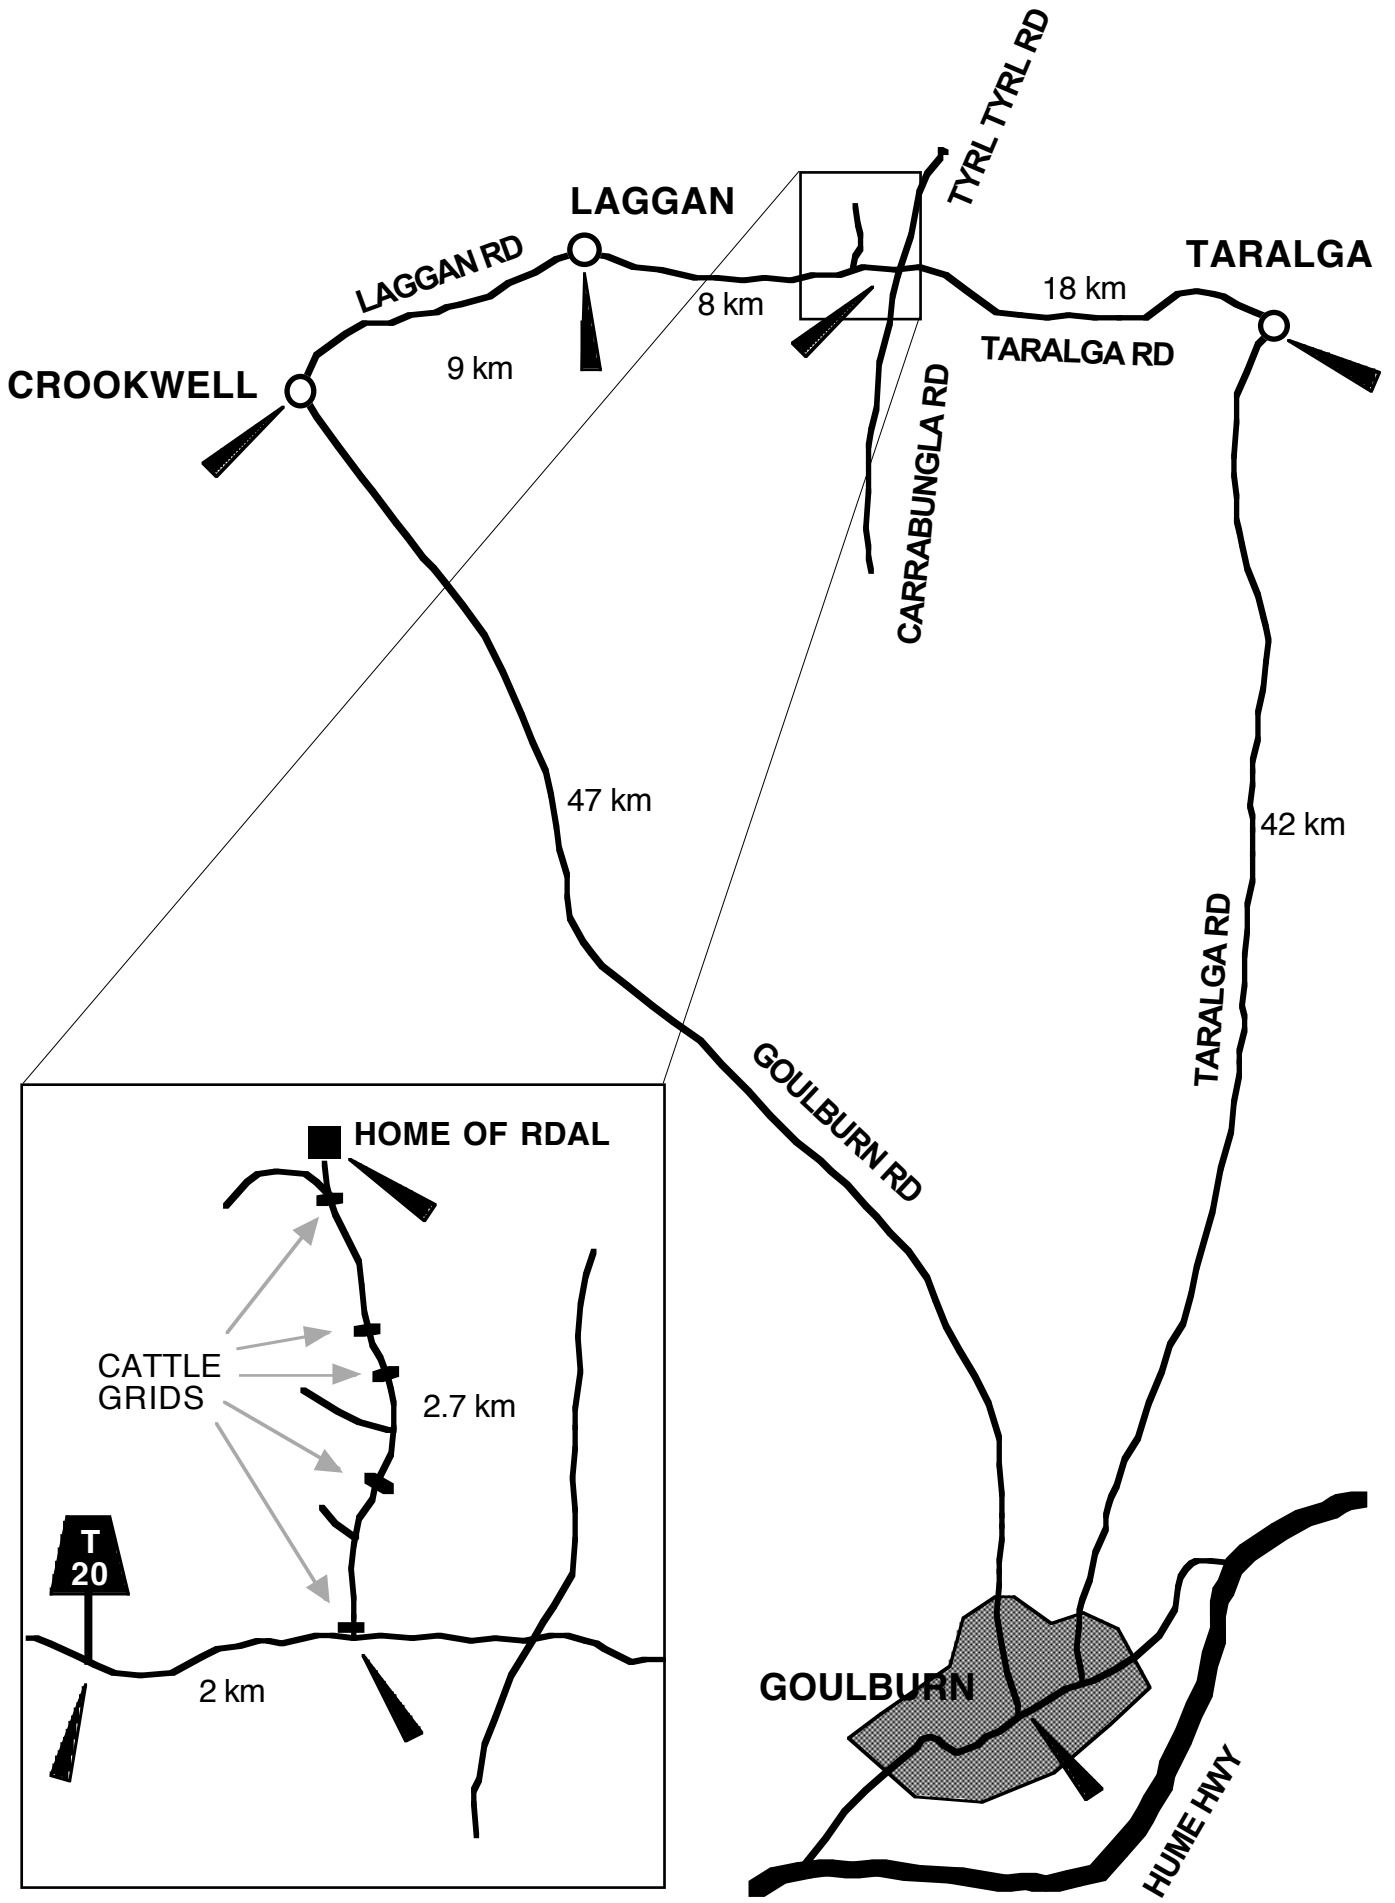 TYRL TYRL RD
LAGGAN
LAGGAN RD
TARALGA
18 km
8 km
TARALGA RD
9 km
CROOKWELL
CARRABUNGLA RD
47 km
42 km
TARALGA RD
GOULBURN RD
HOME OF RDAL
CATTLE
GRIDS
2.7 km
T
20
2 km
GOULBURN
HUME HWY